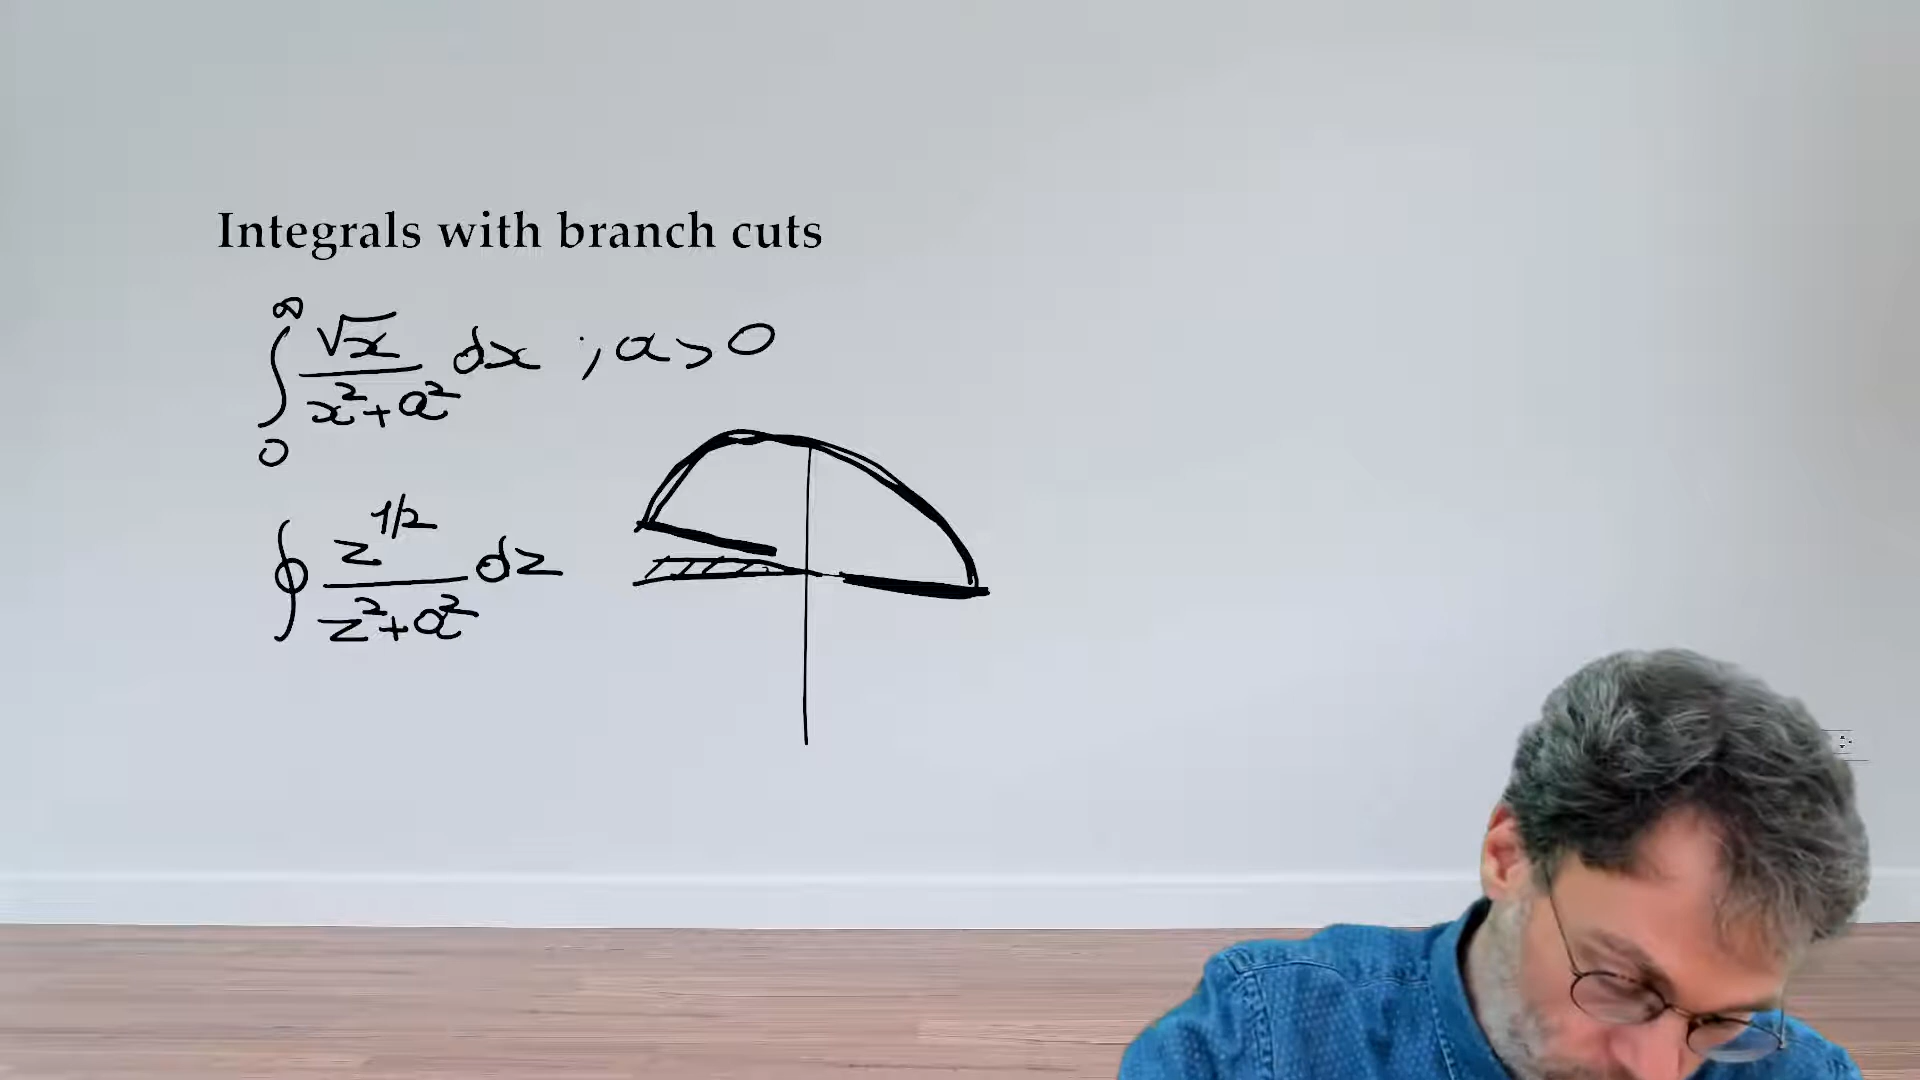 Integrals with branch cuts
∫₀^∞ √x / (x² + a²) dx ; a > 0
∮ z^{1/2} / (z² + a²) dz